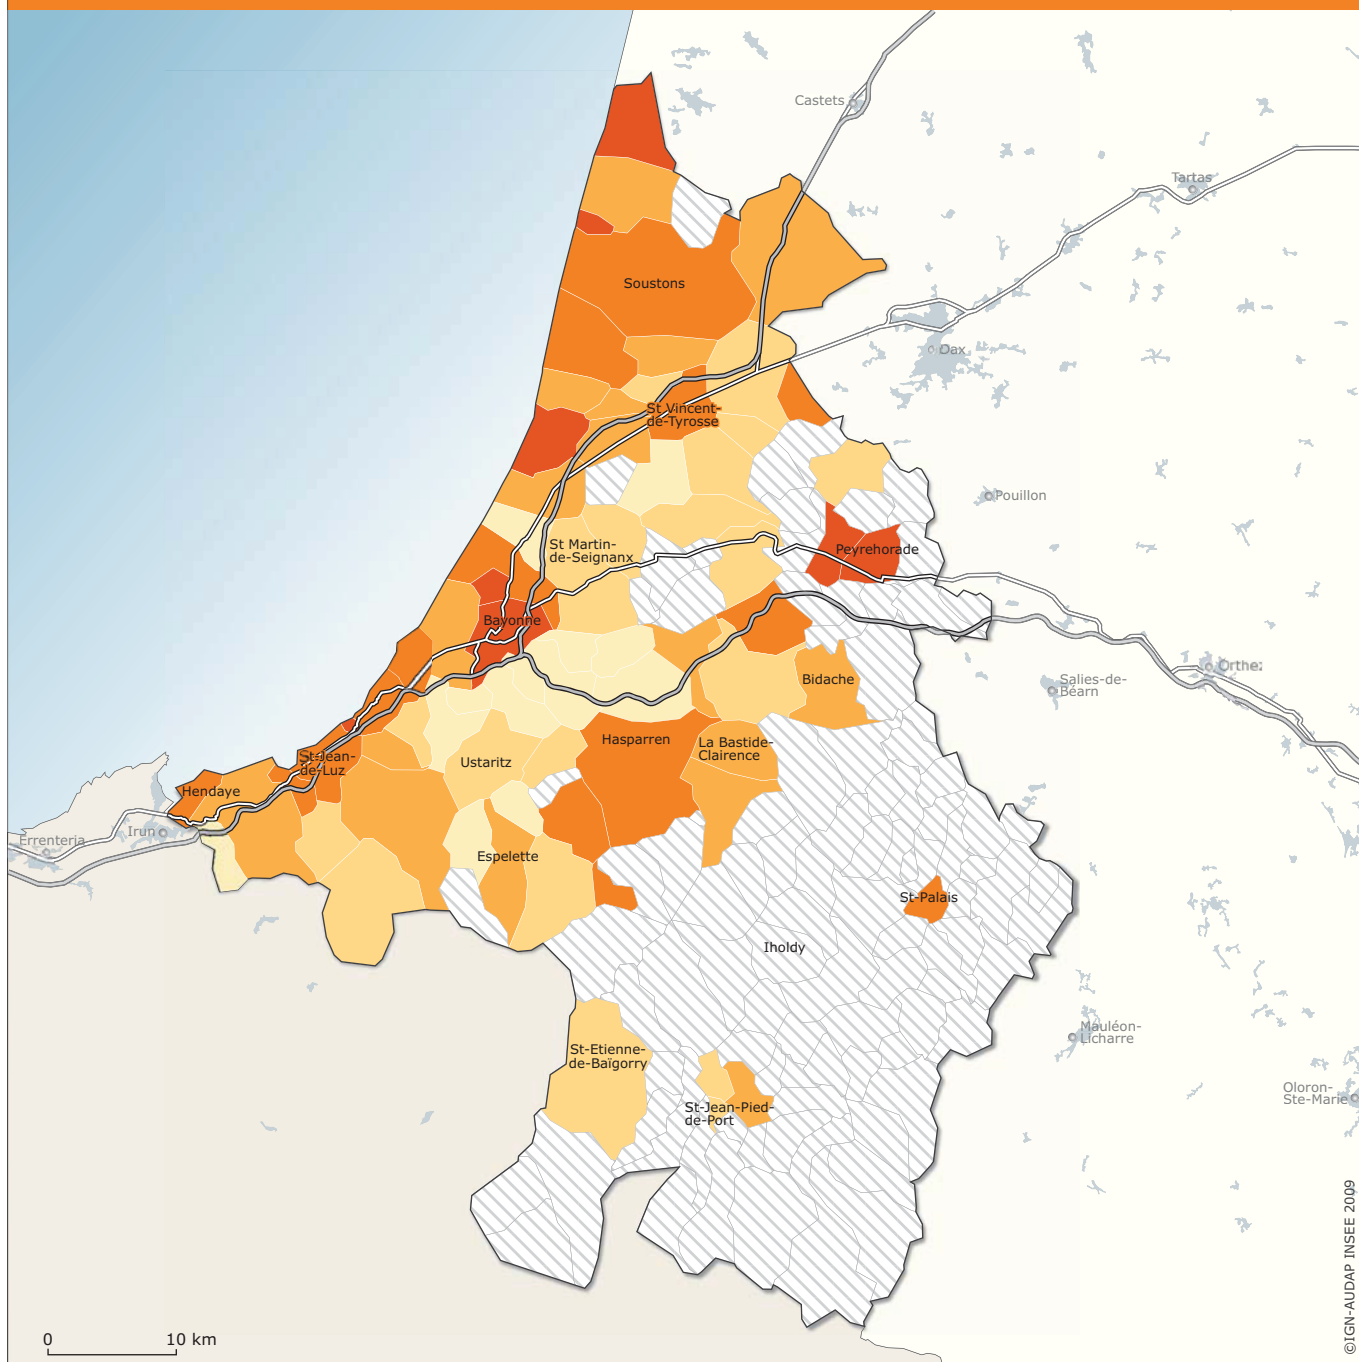 Castets
Tartas
Soustons
Dax
St Vincent-
de-Tyrosse
Pouillon
St Martin-
de-Seignanx
Peyrehorade
Bayonne
Orthez
Bidache
Salies-de-
Béarn
Hasparren
La Bastide-
Clairence
St-Jean-
de-Luz
Ustaritz
Hendaye
Irun
Errenteria
Espelette
St-Palais
Iholdy
Mauléon-
Licharre
St-Etienne-
de-Baïgorry
Oloron-
Ste-Marie
St-Jean-Pied-
de-Port
©IGN-AUDAP INSEE 2009
0 10 km